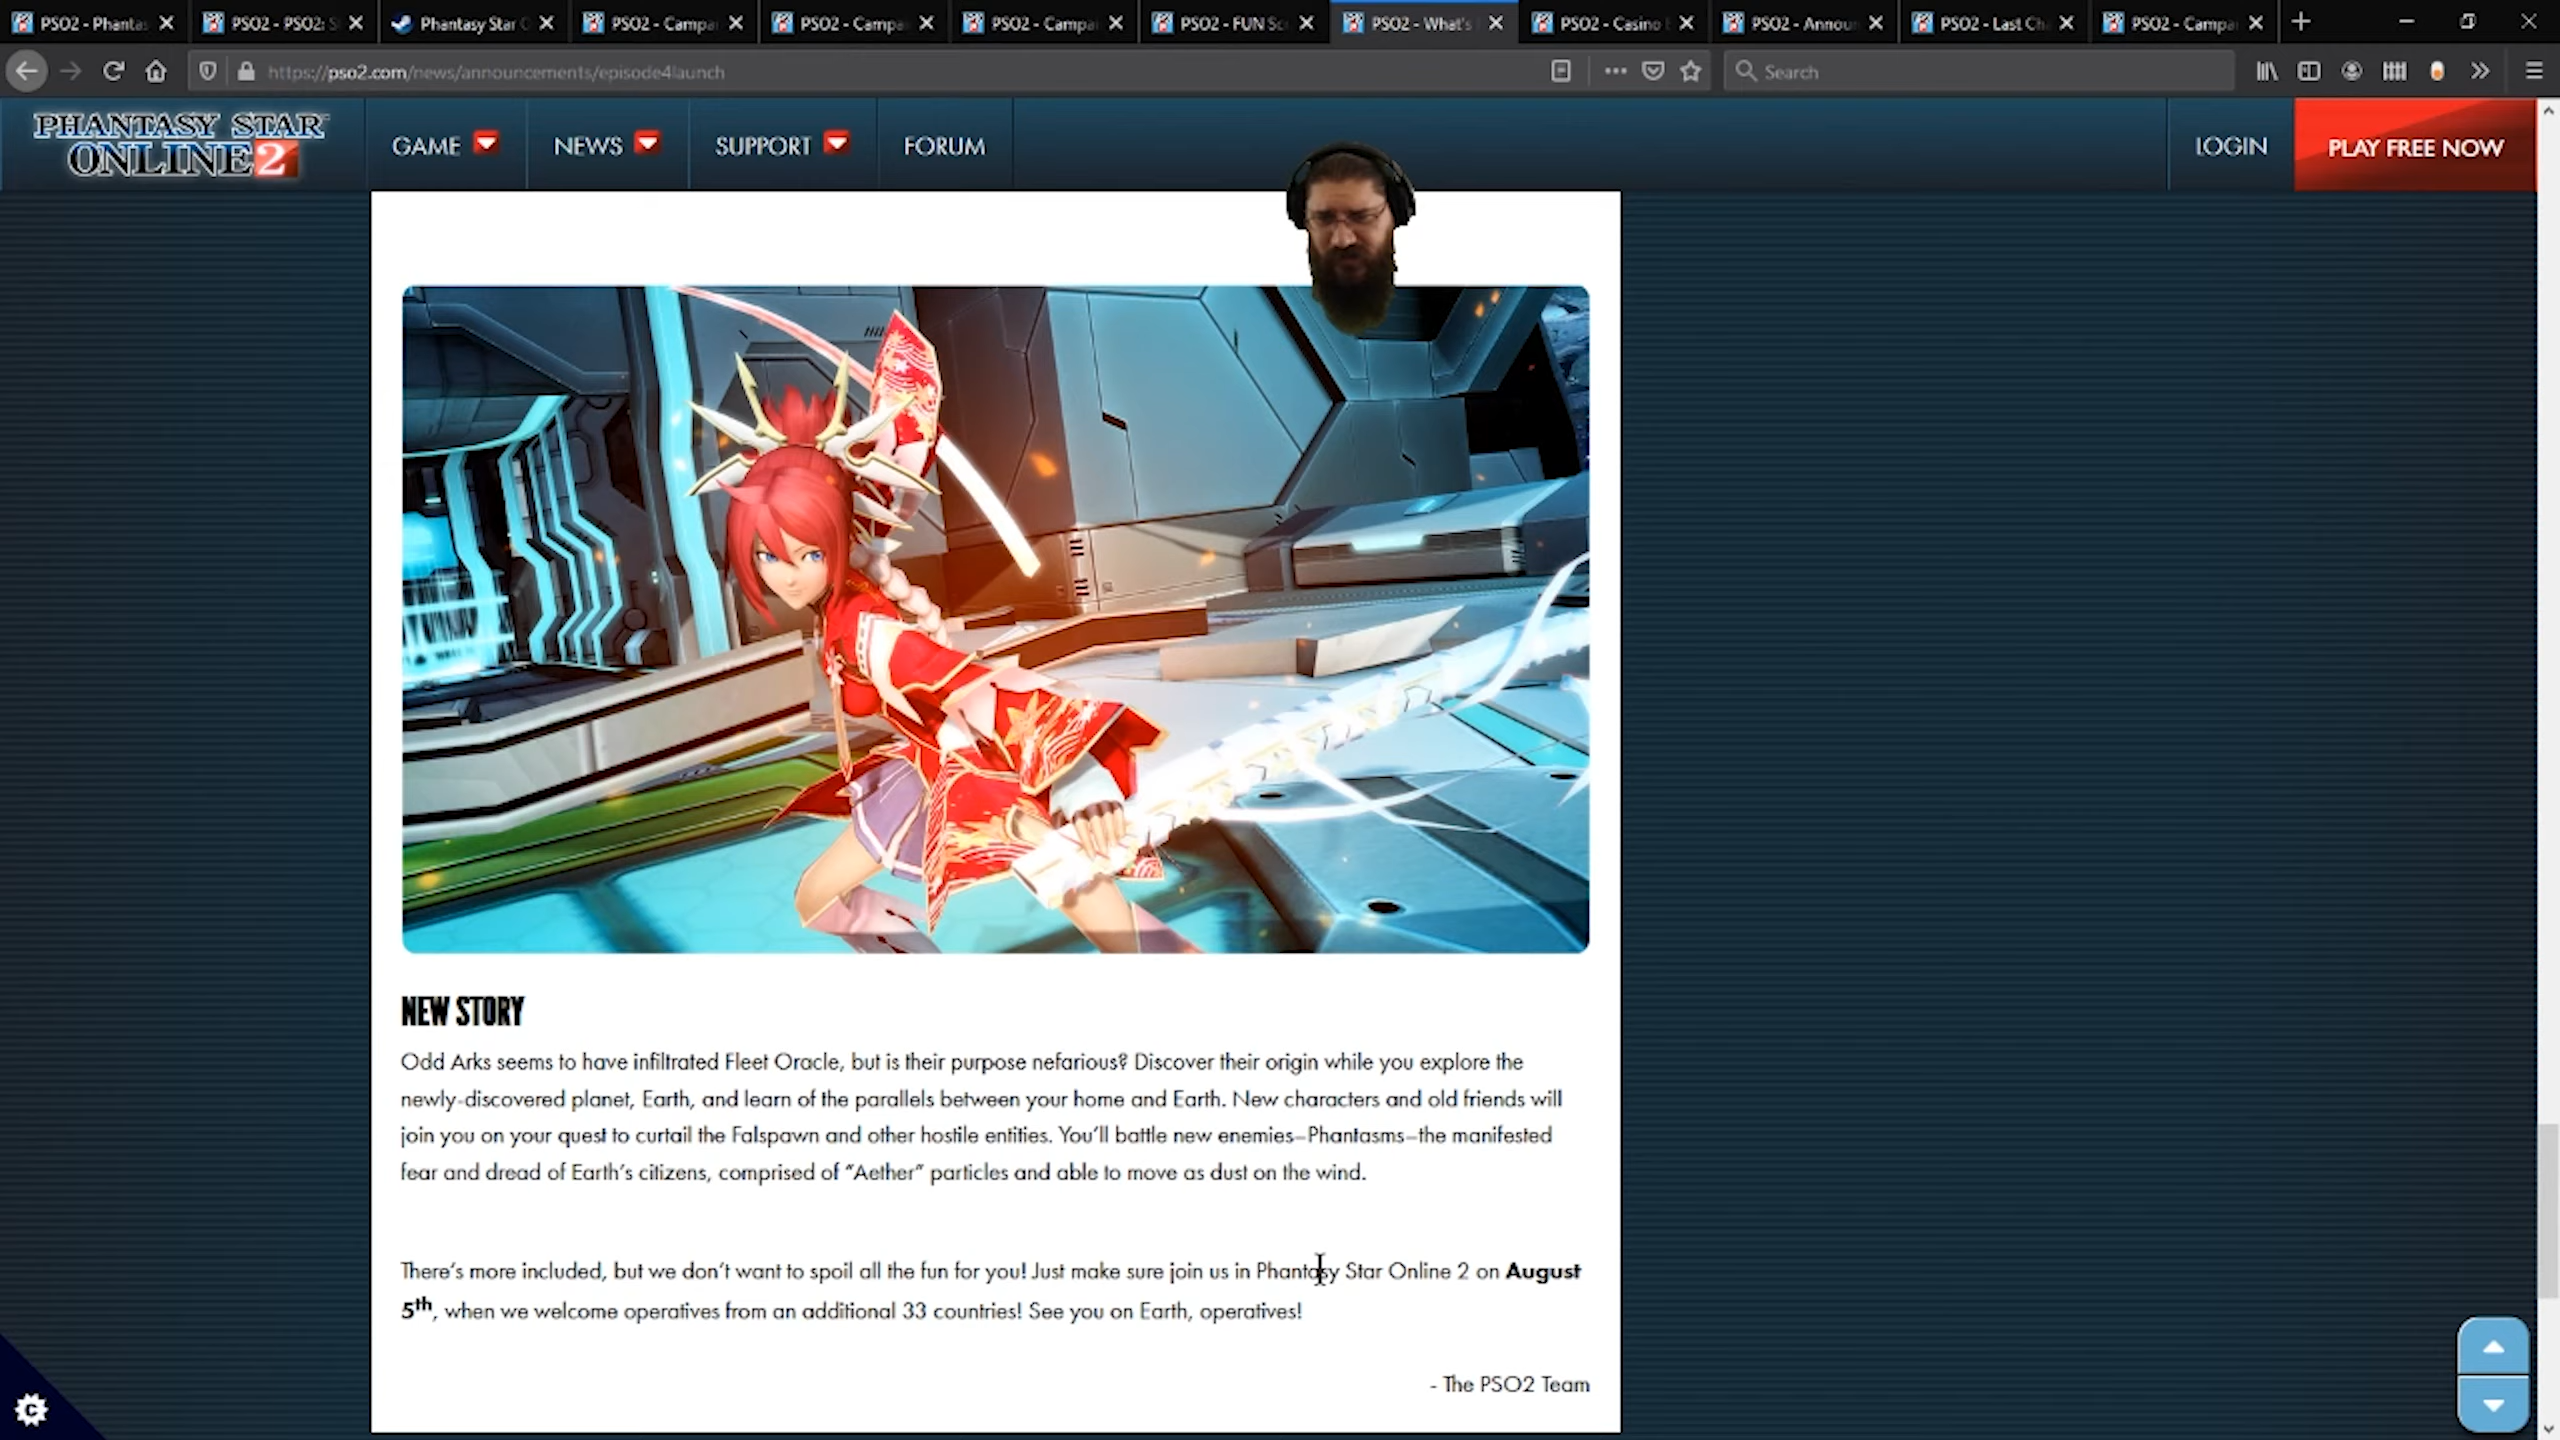 PSO2 - Phantas
PSO2 - PSO2: S
Phantasy Star O
PSO2 - Campai
PSO2 - Campa
PSO2 - Campai
PSO2 - FUN Sc
PSO2 - What's
PSO2 - Casino
PSO2 - Announ
PSO2 - Last Ch
PSO2 - Campai
https://pso2.com/news/announcements/episode4launch
Search
PHANTASY STAR
ONLINE 2
GAME
NEWS
SUPPORT
FORUM
LOGIN
PLAY FREE NOW
NEW STORY
Odd Arks seems to have infiltrated Fleet Oracle, but is their purpose nefarious? Discover their origin while you explore the
newly-discovered planet, Earth, and learn of the parallels between your home and Earth. New characters and old friends will
join you on your quest to curtail the Falspawn and other hostile entities. You'll battle new enemies–Phantasms–the manifested
fear and dread of Earth's citizens, comprised of “Aether” particles and able to move as dust on the wind.
There's more included, but we don't want to spoil all the fun for you! Just make sure join us in Phantasy Star Online 2 on August
5th, when we welcome operatives from an additional 33 countries! See you on Earth, operatives!
- The PSO2 Team